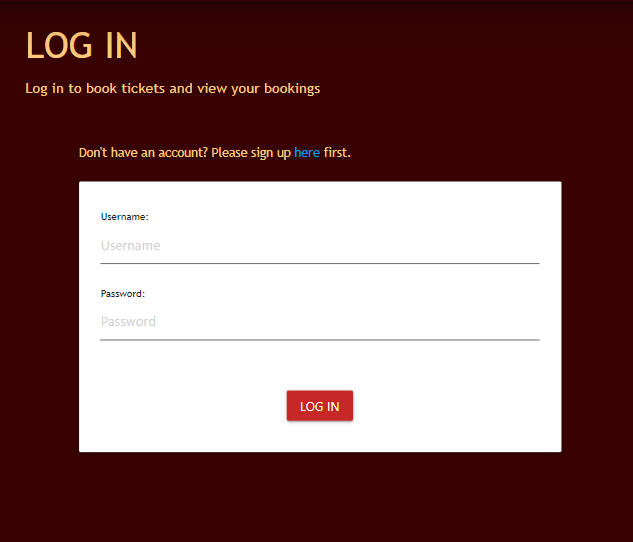 LOG IN
Log in to book tickets and view your bookings
Don't have an account? Please sign up here first.
Username:
Username
Password:
Password
LOG IN